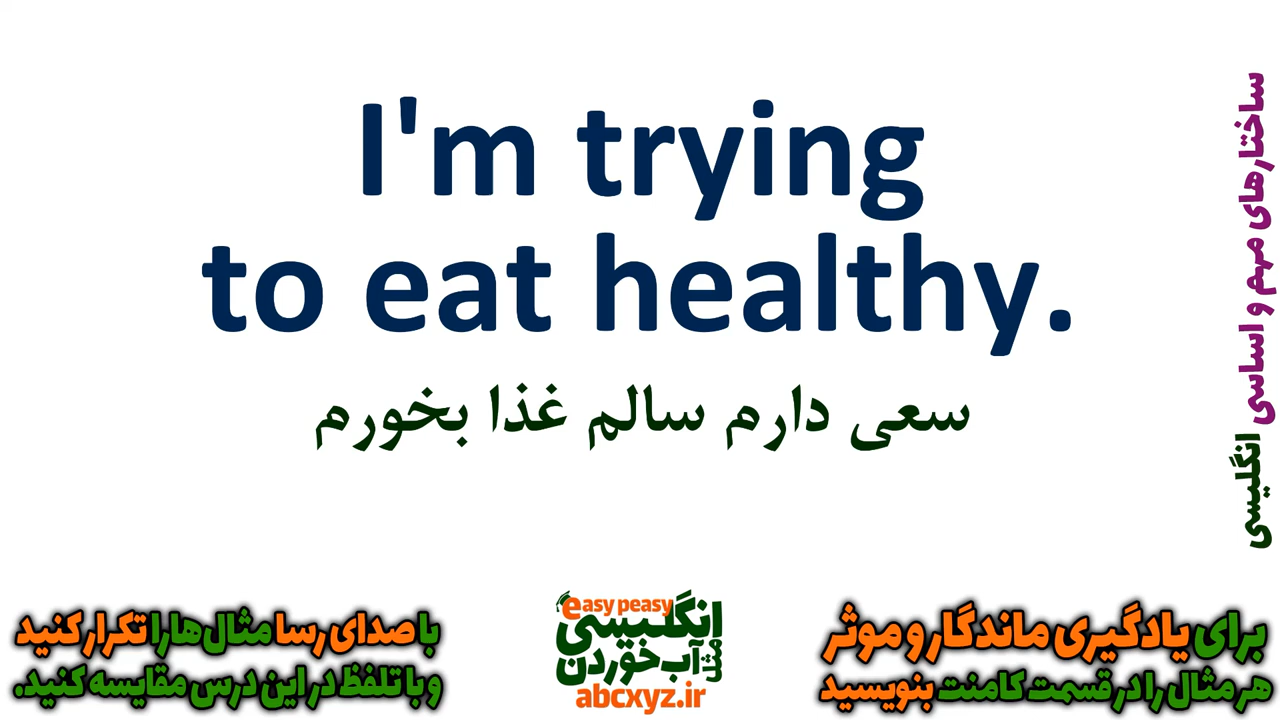 I'm trying
to eat healthy.
سعی دارم سالم غذا بخورم
ساختارهای مهم و اساسی انگلیسی
با صدای رسا مثال‌ها را تکرار کنید
و با تلفظ در این درس مقایسه کنید.
easy peasy
انگلیسی
مثل
آب خوردن
abcxyz.ir
برای یادگیری ماندگار و موثر
هر مثال را در قسمت کامنت بنویسید